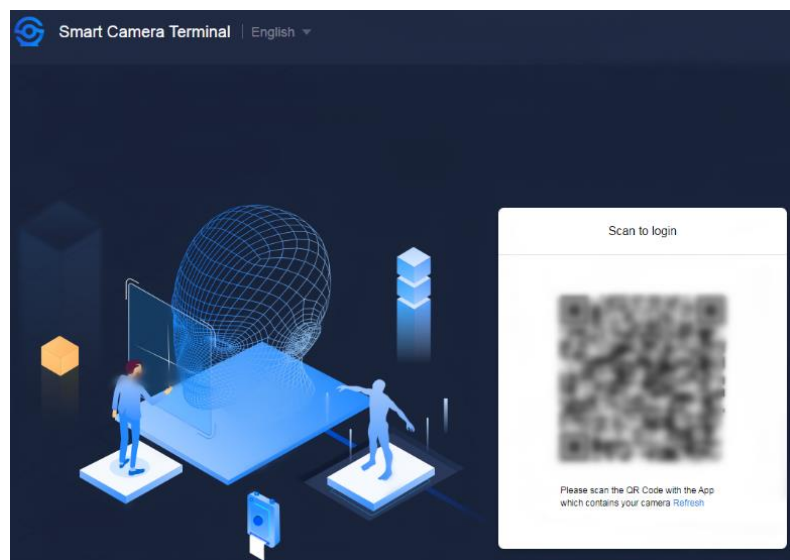 Smart Camera Terminal
English
Scan to login
Please scan the QR Code with the App
which contains your camera Refresh